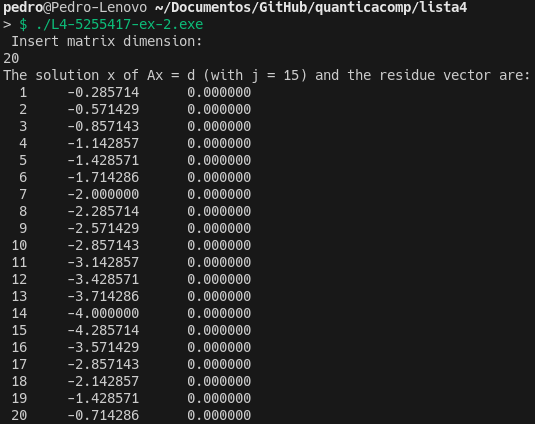 pedro@Pedro-Lenovo ~/Documentos/GitHub/quanticacomp/lista4
> $ ./L4-5255417-ex-2.exe
Insert matrix dimension:
20
The solution x of Ax = d (with j = 15) and the residue vector are:
1 -0.285714 0.000000
2 -0.571429 0.000000
3 -0.857143 0.000000
4 -1.142857 0.000000
5 -1.428571 0.000000
6 -1.714286 0.000000
7 -2.000000 0.000000
8 -2.285714 0.000000
9 -2.571429 0.000000
10 -2.857143 0.000000
11 -3.142857 0.000000
12 -3.428571 0.000000
13 -3.714286 0.000000
14 -4.000000 0.000000
15 -4.285714 0.000000
16 -3.571429 0.000000
17 -2.857143 0.000000
18 -2.142857 0.000000
19 -1.428571 0.000000
20 -0.714286 0.000000